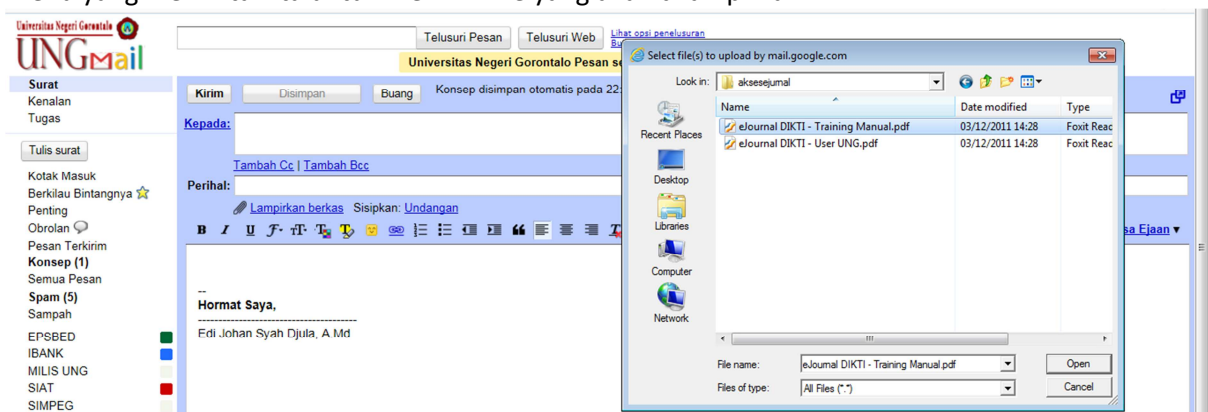 Universitas Negeri Gorontalo
UNGmail
Telusuri Pesan
Telusuri Web
Lihat opsi penelusuran
Universitas Negeri Gorontalo Pesan
Surat
Kenalan
Tugas
Tulis surat
Kotak Masuk
Berkilau Bintangnya
Penting
Obrolan
Pesan Terkirim
Konsep (1)
Semua Pesan
Spam (5)
Sampah
EPSBED
IBANK
MILIS UNG
SIAT
SIMPEG
Kirim
Disimpan
Buang
Konsep disimpan otomatis pada 22:
Kepada:
Tambah Cc | Tambah Bcc
Perihal:
Lampirkan berkas Sisipkan: Undangan
B I U
sa Ejaan
--
Hormat Saya,
------------------------------------
Edi Johan Syah Djula, A.Md
Select file(s) to upload by mail.google.com
Look in:
aksesejurnal
Name
Date modified
Type
eJournal DIKTI - Training Manual.pdf
03/12/2011 14:28
Foxit Reac
eJournal DIKTI - User UNG.pdf
03/12/2011 14:28
Foxit Reac
Recent Places
Desktop
Libraries
Computer
Network
File name:
eJournal DIKTI - Training Manual.pdf
Open
Files of type:
All Files (*.*)
Cancel